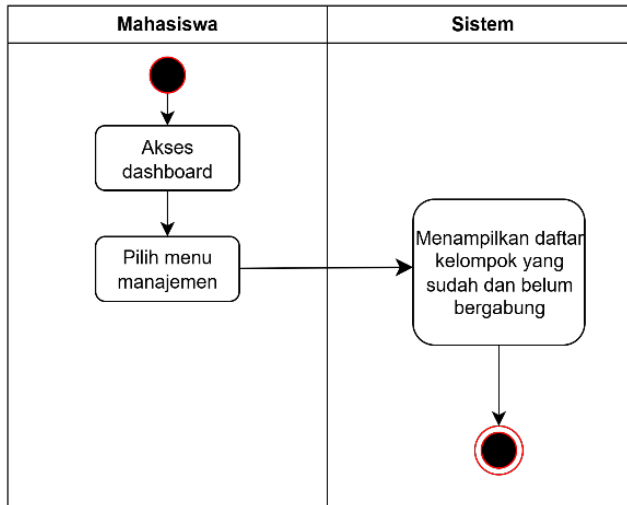 Mahasiswa
Sistem
Akses
dashboard
Pilih menu
manajemen
Menampilkan daftar
kelompok yang
sudah dan belum
bergabung